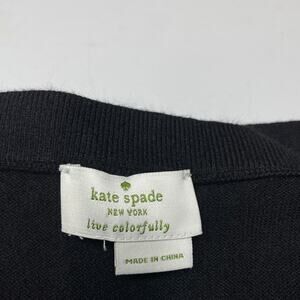 kate spade
NEW YORK
live colorfully
MADE IN CHINA